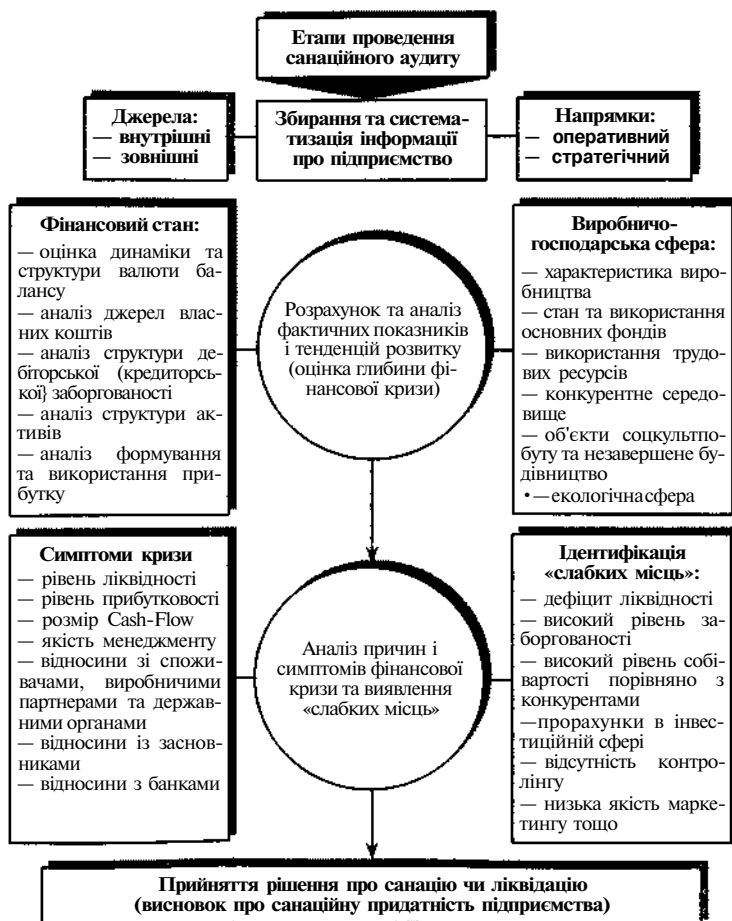 Етапи проведення
санаційного аудиту
Джерела:
— внутрішні
— зовнішні
Збирання та система-
тизація інформації
про підприємство
Напрямки:
— оперативний
— стратегічний
Фінансовий стан:
— оцінка динаміки та
структури валюти ба-
лансу
— аналіз джерел влас-
них коштів
— аналіз структури де-
біторської (кредиторсь-
кої} заборгованості
— аналіз структури ак-
тивів
— аналіз формування
та використання при-
бутку
Розрахунок та аналіз
фактичних показників
і тенденцій розвитку
(оцінка глибини фі-
нансової кризи)
Виробничо-
господарська сфера:
— характеристика виро-
бництва
— стан та використання
основних фондів
— використання трудо-
вих ресурсів
— конкурентне середо-
вище
— об'єкти соцкультпо-
буту та незавершене бу-
дівництво
•—екологічна сфера
Симптоми кризи
— рівень ліквідності
— рівень прибутковості
— розмір Cash-Flow
— якість менеджменту
— відносини зі спожи-
вачами, виробничими
партнерами та держав-
ними органами
— відносини із заснов-
никами
— відносини з банками
Аналіз причин і
симптомів фінансової
кризи та виявлення
«слабких місць»
Ідентифікація
«слабких місць»:
— дефіцит ліквідності
— високий рівень за-
боргованості
— високий рівень собі-
вартості порівняно з
конкурентами
— прорахунки в інвес-
тиційній сфері
— відсутність контро-
лінгу
— низька якість марке-
тингу тощо
Прийняття рішення про санацію чи ліквідацію
(висновок про санаційну придатність підприємства)